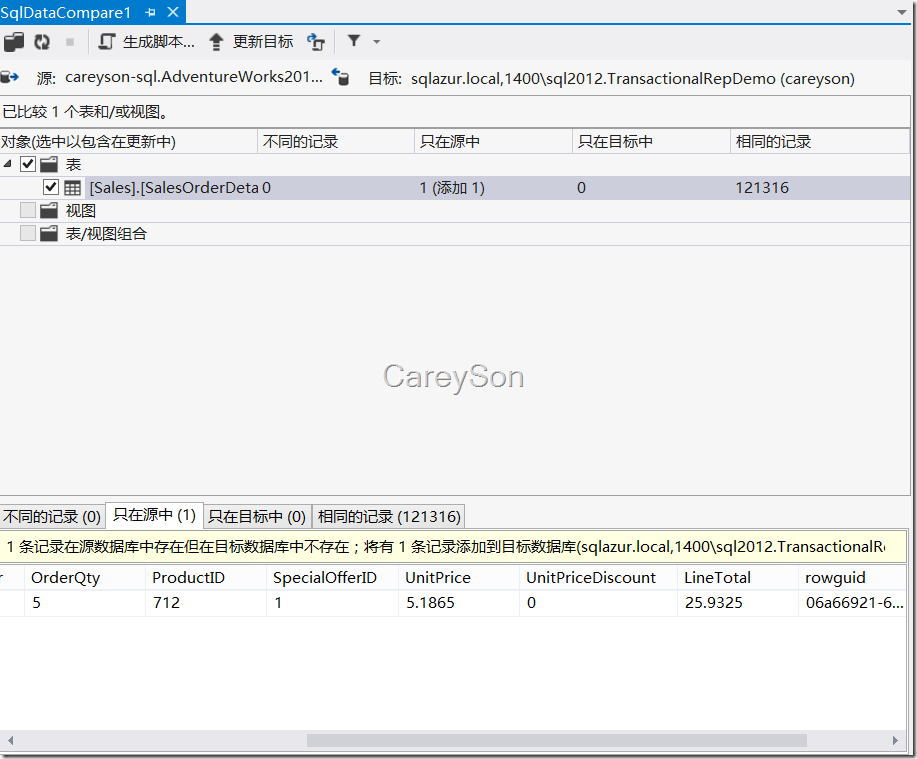 SqlDataCompare1
生成脚本... 更新目标
源: careyson-sql.AdventureWorks201... 目标: sqlazur.local,1400\sql2012.TransactionalRepDemo (careyson)
已比较 1 个表和/或视图。
对象(选中以包含在更新中) 不同的记录 只在源中 只在目标中 相同的记录
表
[Sales].[SalesOrderDeta 0 1 (添加 1) 0 121316
视图
表/视图组合
CareySon
不同的记录 (0) 只在源中 (1) 只在目标中 (0) 相同的记录 (121316)
1 条记录在源数据库中存在但在目标数据库中不存在；将有 1 条记录添加到目标数据库(sqlazur.local,1400\sql2012.TransactionalR
r OrderQty ProductID SpecialOfferID UnitPrice UnitPriceDiscount LineTotal rowguid
5 712 1 5.1865 0 25.9325 06a66921-6...